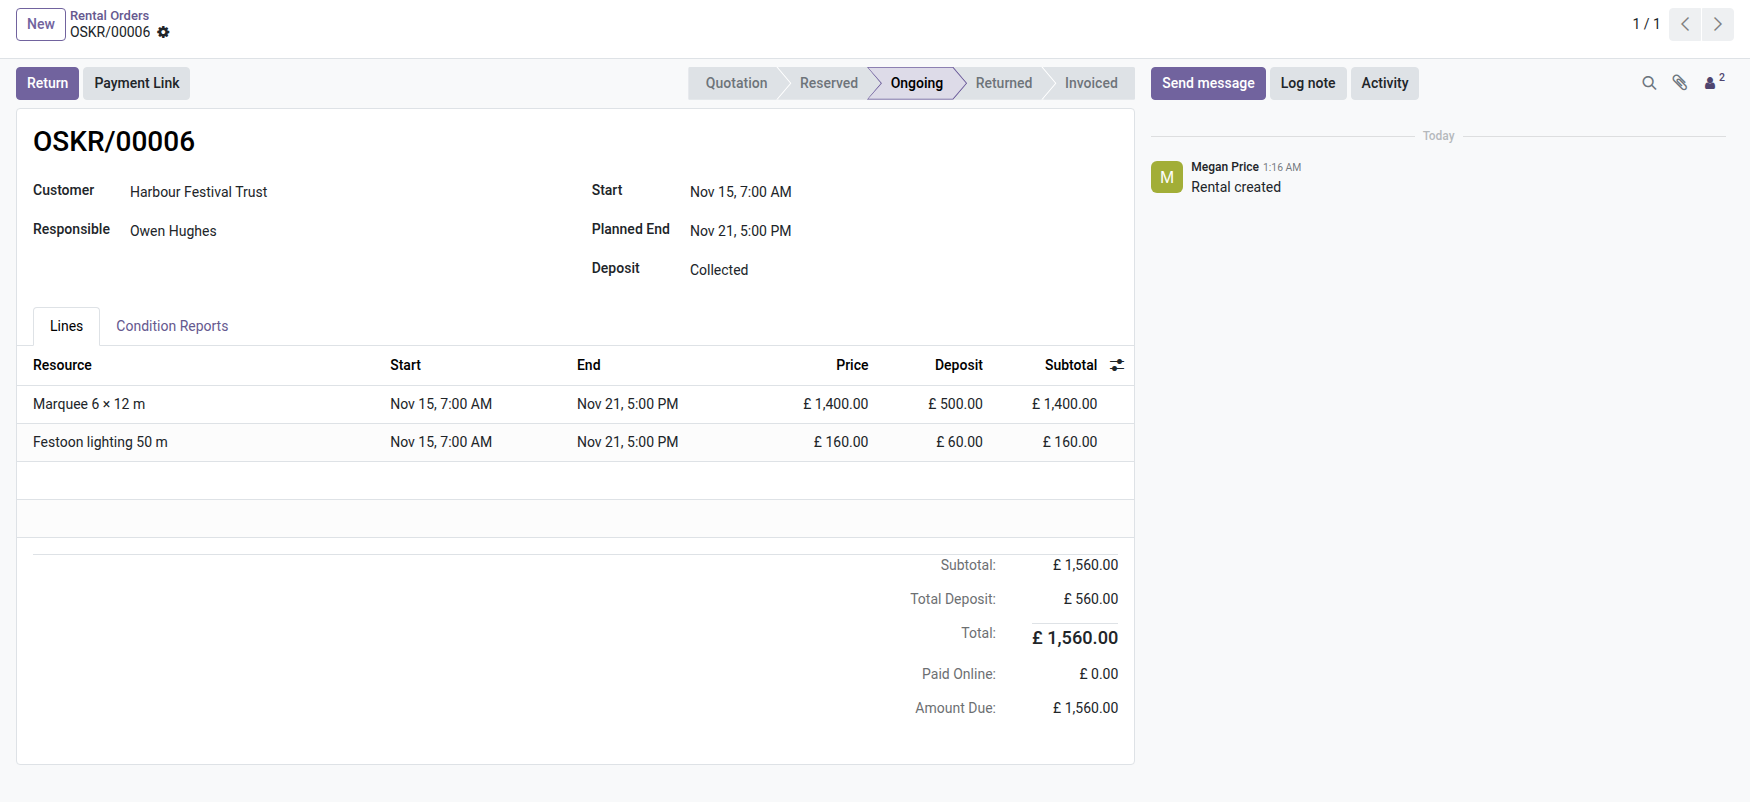 New
Rental Orders
OSKR/00006
1 / 1
Return
Payment Link
Quotation
Reserved
Ongoing
Returned
Invoiced
Send message
Log note
Activity
2
OSKR/00006
Customer Harbour Festival Trust
Start Nov 15, 7:00 AM
Responsible Owen Hughes
Planned End Nov 21, 5:00 PM
Deposit Collected
Lines
Condition Reports
Resource Start End Price Deposit Subtotal
Marquee 6 × 12 m Nov 15, 7:00 AM Nov 21, 5:00 PM £ 1,400.00 £ 500.00 £ 1,400.00
Festoon lighting 50 m Nov 15, 7:00 AM Nov 21, 5:00 PM £ 160.00 £ 60.00 £ 160.00
Subtotal: £ 1,560.00
Total Deposit: £ 560.00
Total: £ 1,560.00
Paid Online: £ 0.00
Amount Due: £ 1,560.00
Today
M
Megan Price 1:16 AM
Rental created